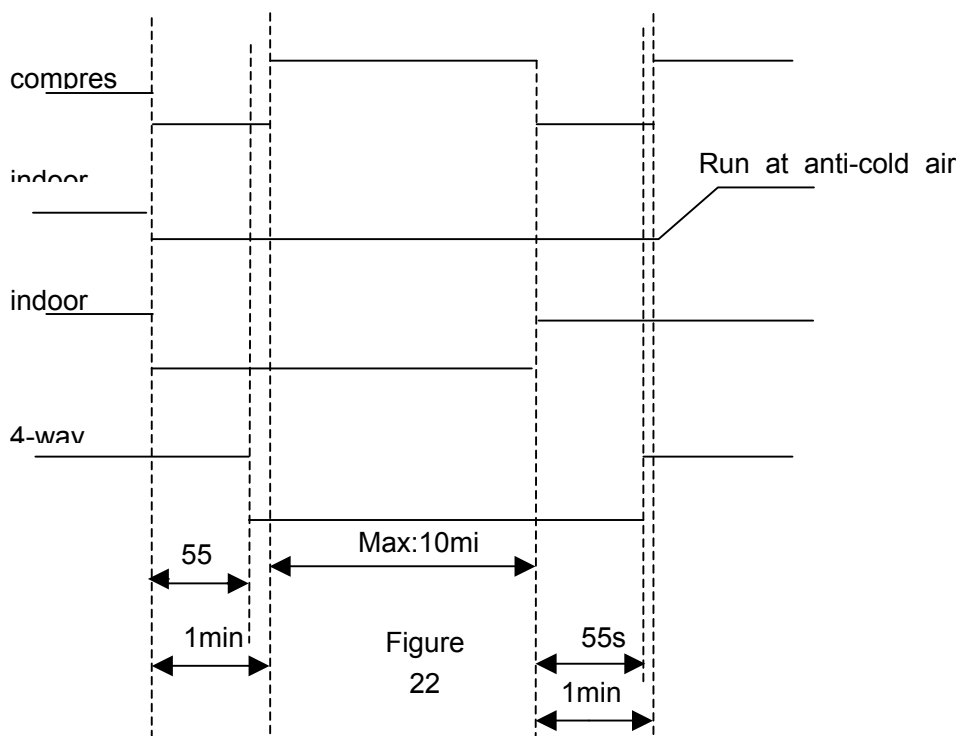 compres
indoor
Run at anti-cold air
indoor
4-way
55
Max:10mi
1min
Figure
22
55s
1min